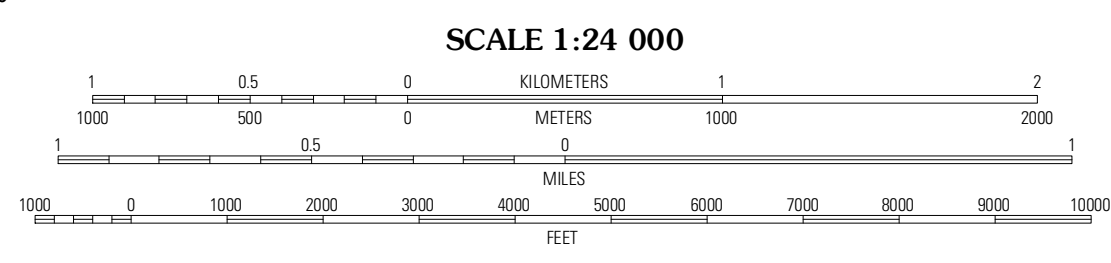 SCALE 1:24 000
1 0.5 0 KILOMETERS 1 2
1000 500 0 METERS 1000 2000
1 0.5 0 1
MILES
1000 0 1000 2000 3000 4000 5000 6000 7000 8000 9000 10000
FEET